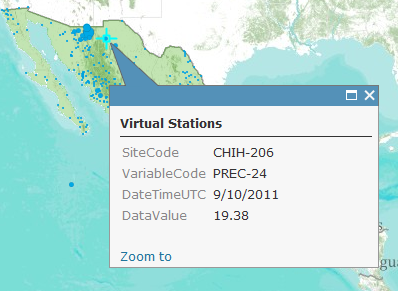 Virtual Stations
SiteCode CHIH-206
VariableCode PREC-24
DateTimeUTC 9/10/2011
DataValue 19.38
Zoom to